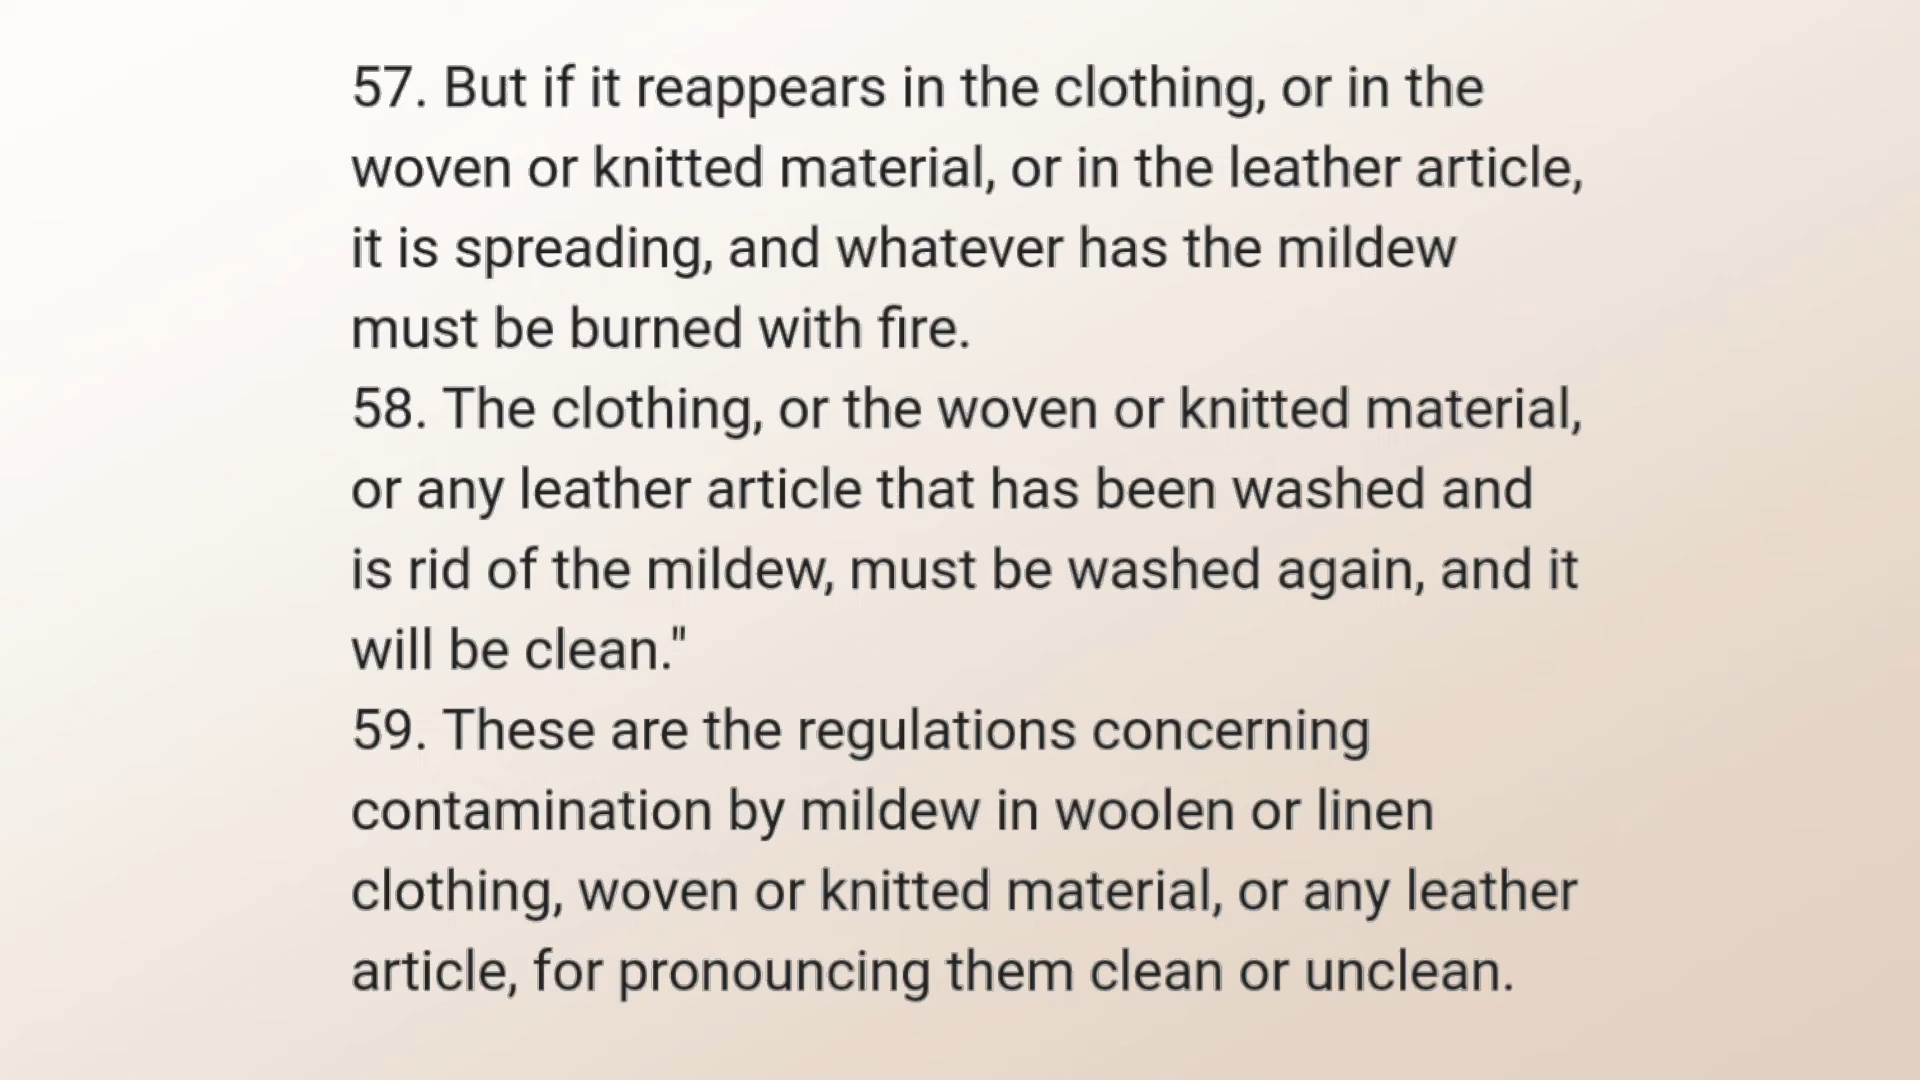 57. But if it reappears in the clothing, or in the
woven or knitted material, or in the leather article,
it is spreading, and whatever has the mildew
must be burned with fire.
58. The clothing, or the woven or knitted material,
or any leather article that has been washed and
is rid of the mildew, must be washed again, and it
will be clean."
59. These are the regulations concerning
contamination by mildew in woolen or linen
clothing, woven or knitted material, or any leather
article, for pronouncing them clean or unclean.